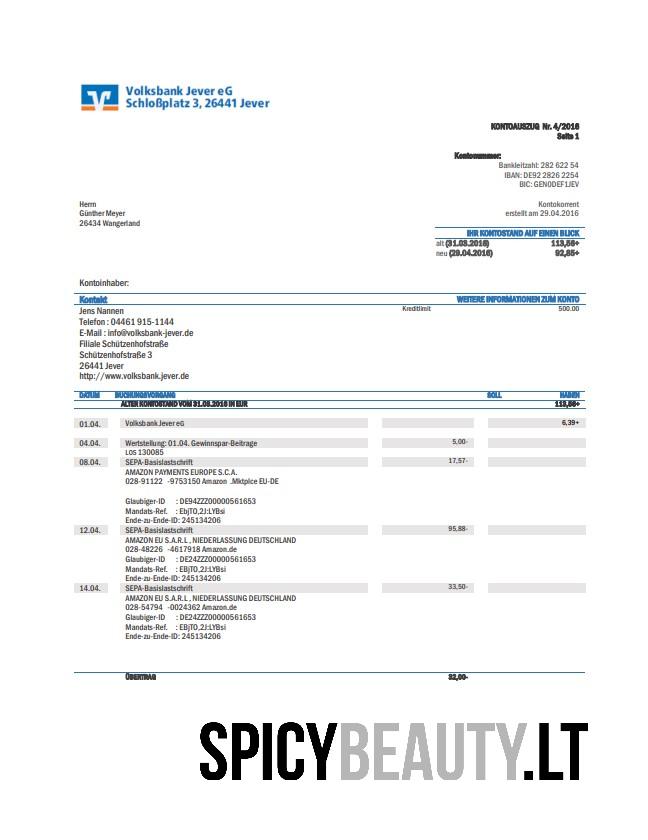 Volksbank Jever eG
Schloßplatz 3, 26441 Jever
KONTOAUSZUG Nr. 4/2016
Seite 1
Kontonummer:
Bankleitzahl: 282 622 54
IBAN: DE92 2826 2254
BIC: GENODEF1JEV
Herrn
Günther Meyer
26434 Wangerland
Kontokorrent
erstellt am 29.04.2016
IHR KONTOSTAND AUF EINEN BLICK
alt (31.03.2016) 113,56+
neu (29.04.2016) 92,85+
Kontoinhaber:
Kontakt WEITERE INFORMATIONEN ZUM KONTO
Jens Nannen Kreditlimit 500.00
Telefon : 04461 915-1144
E-Mail : info@volksbank-jever.de
Filiale Schützenhofstraße
Schützenhofstraße 3
26441 Jever
http://www.volksbank.jever.de
DATUM BUCHUNGSVORGANG SOLL HABEN
ALTER KONTOSTAND VOM 31.03.2016 IN EUR 113,56+
01.04. Volksbank Jever eG 6,39+
04.04. Wertstellung: 01.04. Gewinnspar-Beitrage 5,00-
LOS 130085
08.04. SEPA-Basislastschrift 17,57-
AMAZON PAYMENTS EUROPE S.C.A.
028-91122 -9753150 Amazon .Mktplce EU-DE
Glaubiger-ID : DE94ZZZ00000561653
Mandats-Ref. : EbjTO,2J:LYBsi
Ende-zu-Ende-ID: 245134206
12.04. SEPA-Basislastschrift 95,88-
AMAZON EU S.A.R.L , NIEDERLASSUNG DEUTSCHLAND
028-48226 -4617918 Amazon.de
Glaubiger-ID : DE24ZZZ00000561653
Mandats-Ref. : EBjTO,2J:LYBsi
Ende-zu-Ende-ID: 245134206
14.04. SEPA-Basislastschrift 33,50-
AMAZON EU S.A.R.L , NIEDERLASSUNG DEUTSCHLAND
028-54794 -0024362 Amazon.de
Glaubiger-ID : DE24ZZZ00000561653
Mandats-Ref. : EBjTO,2J:LYBsi
Ende-zu-Ende-ID: 245134206
ÜBERTRAG 32,00-
SPICYBEAUTY.LT